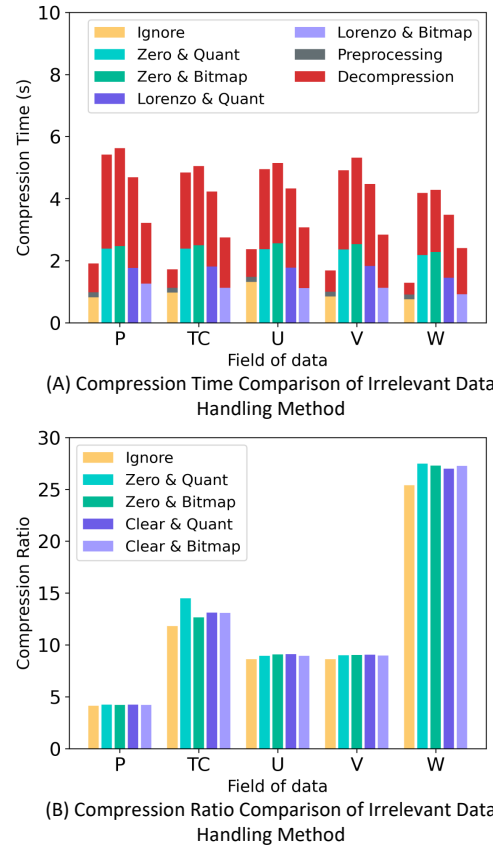 10
8
6
4
2
0
Compression Time (s)
Ignore
Zero & Quant
Zero & Bitmap
Lorenzo & Quant
Lorenzo & Bitmap
Preprocessing
Decompression
P TC U V W
Field of data
(A) Compression Time Comparison of Irrelevant Data
Handling Method
30
25
20
15
10
5
0
Compression Ratio
Ignore
Zero & Quant
Zero & Bitmap
Clear & Quant
Clear & Bitmap
P TC U V W
Field of data
(B) Compression Ratio Comparison of Irrelevant Data
Handling Method